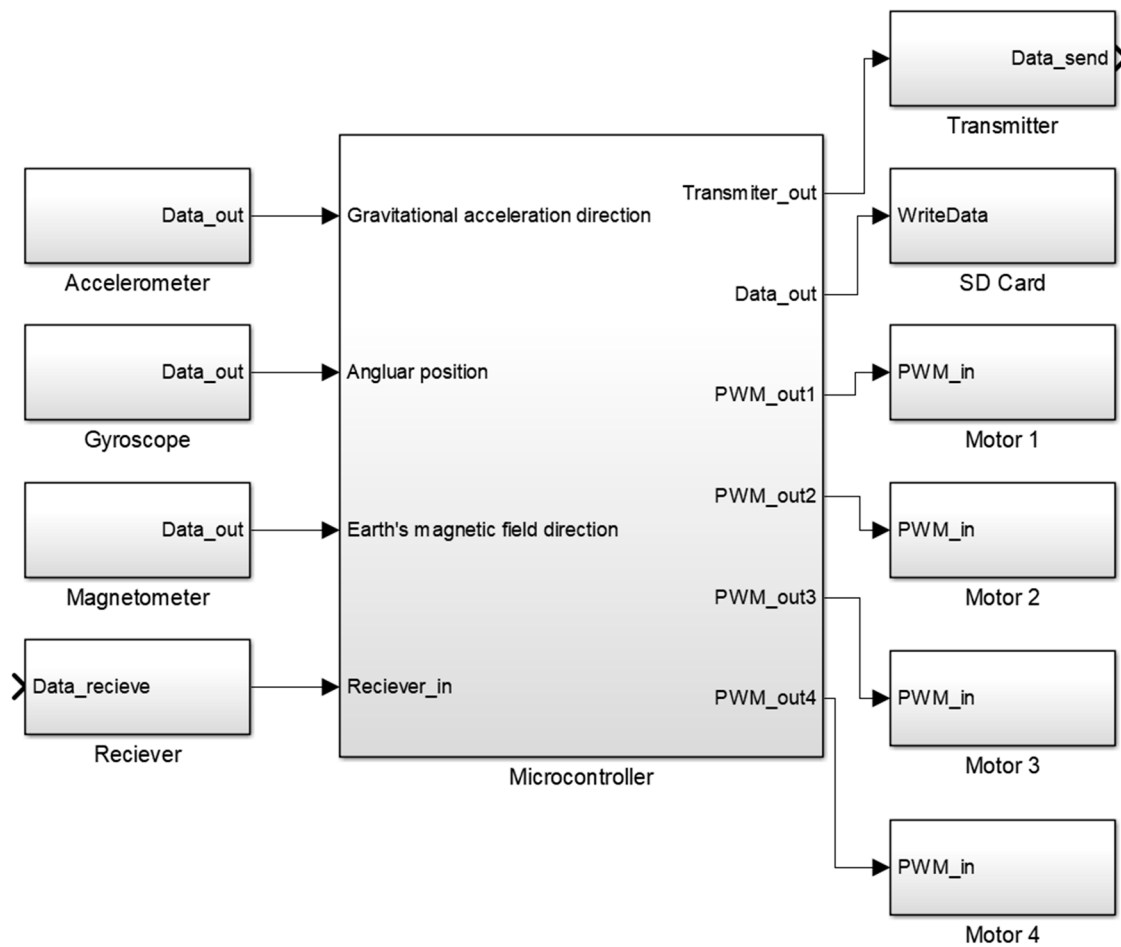 Data_send
Transmitter
Data_out
Accelerometer
Gravitational acceleration direction
Transmiter_out
WriteData
SD Card
Data_out
Data_out
Gyroscope
Angluar position
PWM_out1
PWM_in
Motor 1
Data_out
Magnetometer
Earth's magnetic field direction
PWM_out2
PWM_in
Motor 2
PWM_out3
Data_recieve
Reciever
Reciever_in
PWM_out4
PWM_in
Motor 3
Microcontroller
PWM_in
Motor 4